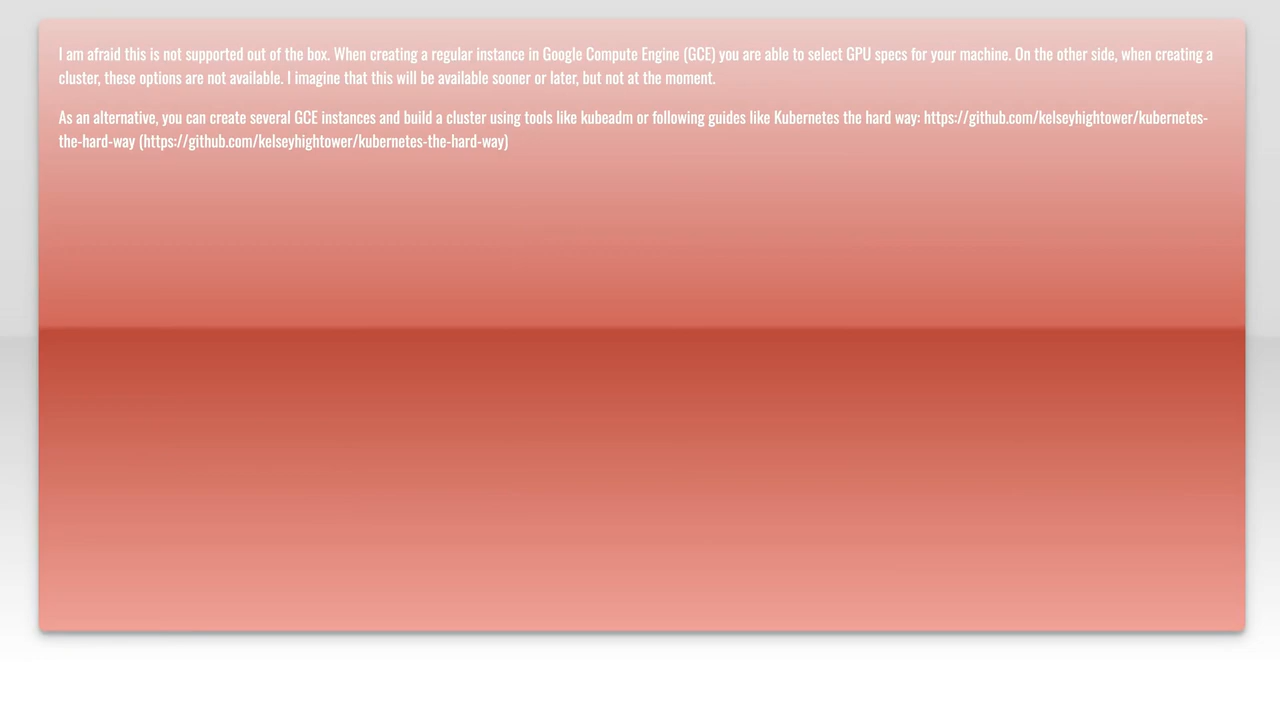 I am afraid this is not supported out of the box. When creating a regular instance in Google Compute Engine (GCE) you are able to select GPU specs for your machine. On the other side, when creating a
cluster, these options are not available. I imagine that this will be available sooner or later, but not at the moment.
As an alternative, you can create several GCE instances and build a cluster using tools like kubeadm or following guides like Kubernetes the hard way: https://github.com/kelseyhightower/kubernetes-
the-hard-way (https://github.com/kelseyhightower/kubernetes-the-hard-way)